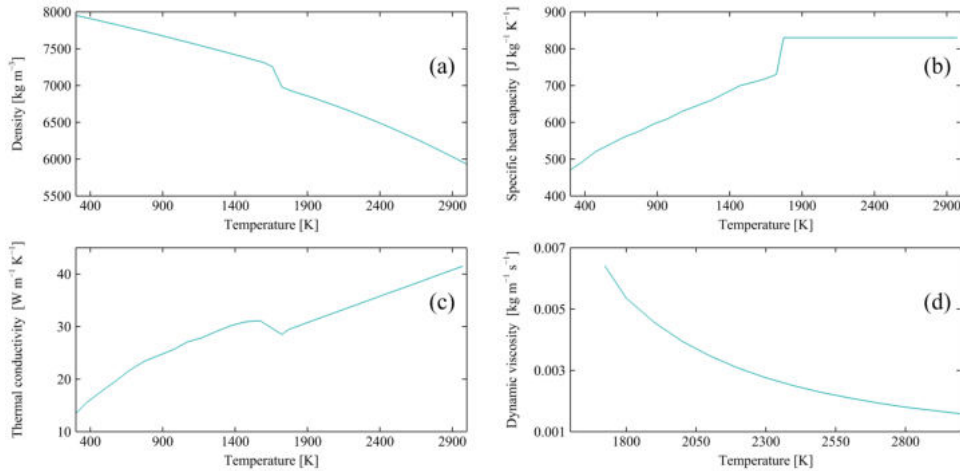 Density [kg m⁻³]
8000
7500
7000
6500
6000
5500
(a)
400 900 1400 1900 2400 2900
Temperature [K]
Specific heat capacity [J kg⁻¹ K⁻¹]
900
800
700
600
500
400
(b)
400 900 1400 1900 2400 2900
Temperature [K]
Thermal conductivity [W m⁻¹ K⁻¹]
40
30
20
10
(c)
400 900 1400 1900 2400 2900
Temperature [K]
Dynamic viscosity [kg m⁻¹ s⁻¹]
0.007
0.005
0.003
0.001
(d)
1800 2050 2300 2550 2800
Temperature [K]